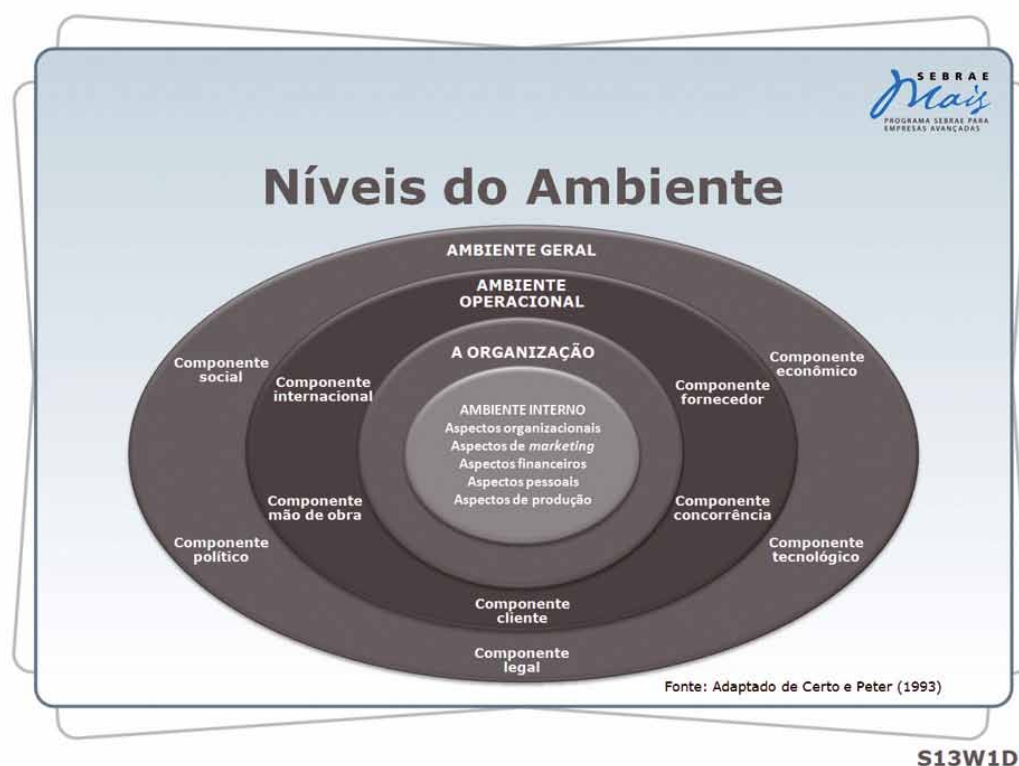 SEBRAE
Mais
PROGRAMA SEBRAE PARA
EMPRESAS AVANÇADAS
Níveis do Ambiente
AMBIENTE GERAL
AMBIENTE
OPERACIONAL
A ORGANIZAÇÃO
Componente
social
Componente
internacional
Componente
fornecedor
Componente
econômico
AMBIENTE INTERNO
Aspectos organizacionais
Aspectos de marketing
Aspectos financeiros
Aspectos pessoais
Aspectos de produção
Componente
mão de obra
Componente
concorrência
Componente
político
Componente
tecnológico
Componente
cliente
Componente
legal
Fonte: Adaptado de Certo e Peter (1993)
S13W1D